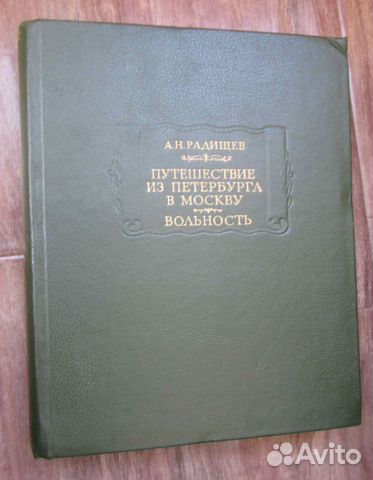 А.Н.РАДИЩЕВ
ПУТЕШЕСТВИЕ
ИЗ ПЕТЕРБУРГА
В МОСКВУ
ВОЛЬНОСТЬ
Avito